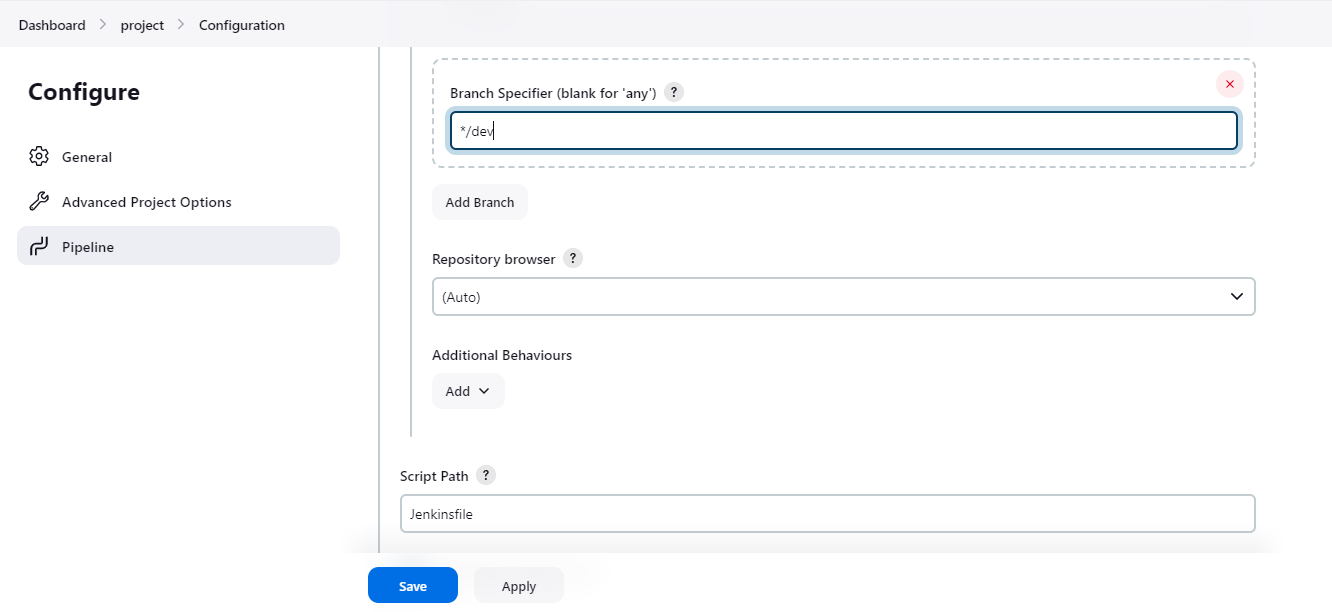 Dashboard > project > Configuration
Configure
General
Advanced Project Options
Pipeline
Branch Specifier (blank for 'any') ?
*/dev
Add Branch
Repository browser ?
(Auto)
Additional Behaviours
Add
Script Path ?
Jenkinsfile
Save Apply